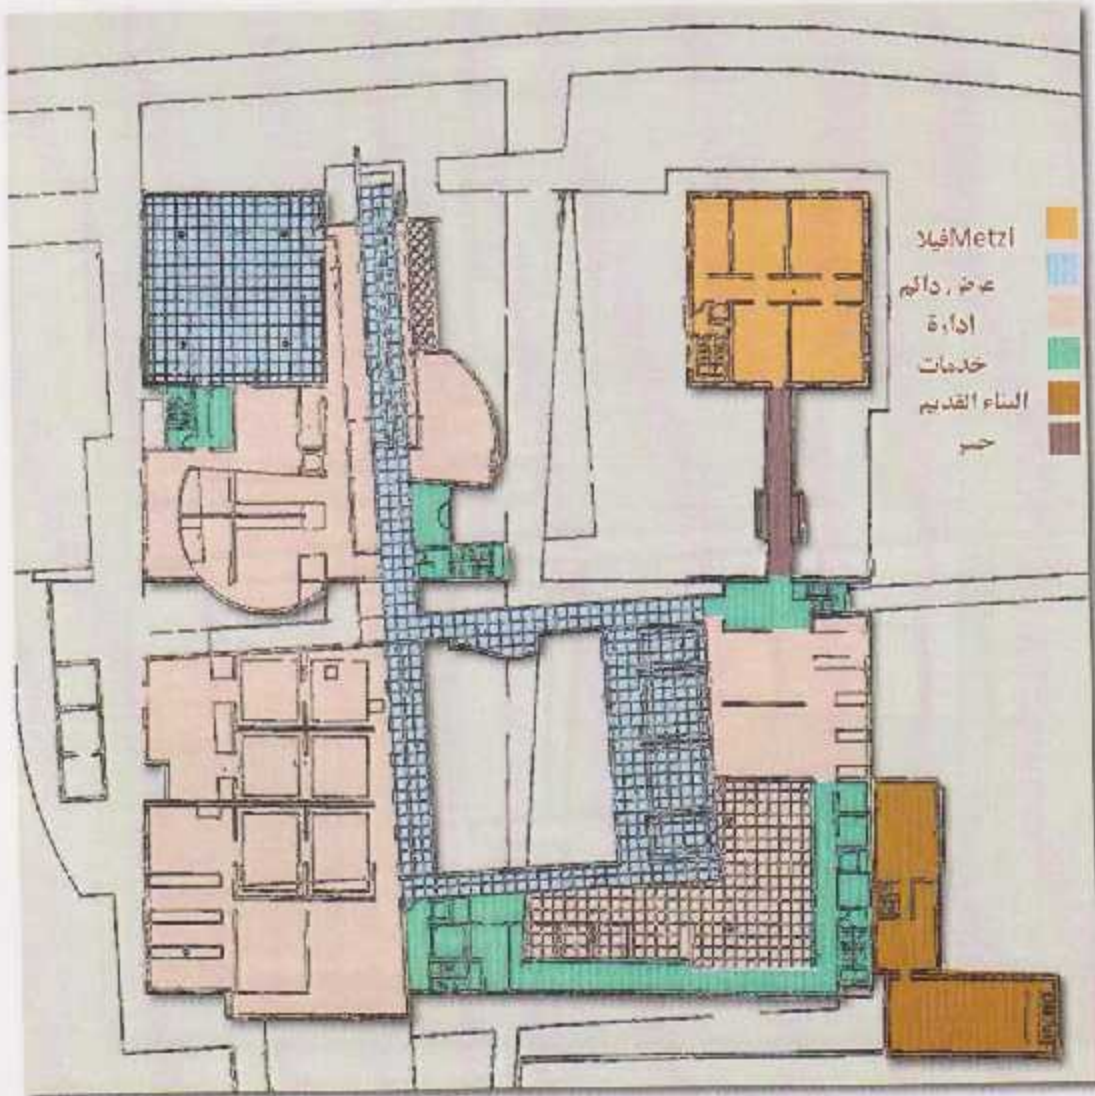 فيلاMetzl
عرض دائم
ادارة
خدمات
البناء القديم
جسر